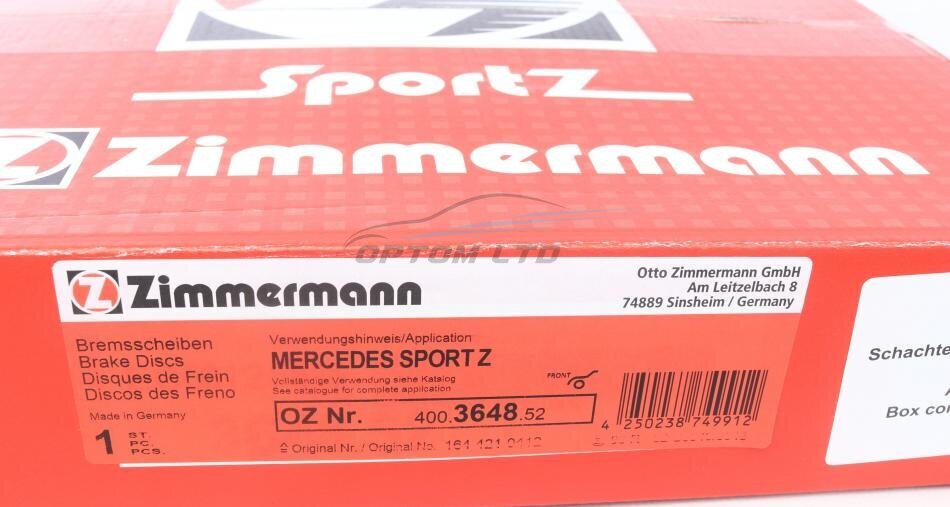 SportZ
Zimmermann
OPTOM LTD
Zimmermann
Otto Zimmermann GmbH
Am Leitzelbach 8
74889 Sinsheim / Germany
Bremsscheiben
Brake Discs
Disques de Frein
Discos des Freno
Made in Germany
1 ST.
PC.
PCS.
Verwendungshinweis/Application
MERCEDES SPORT Z
Vollständige Verwendung siehe Katalog
See catalogue for complete application
FRONT
OZ Nr. 400.3648.52
Original Nr. / Original No. 164 421 0412
4 250238 749912
Schachte
Box con